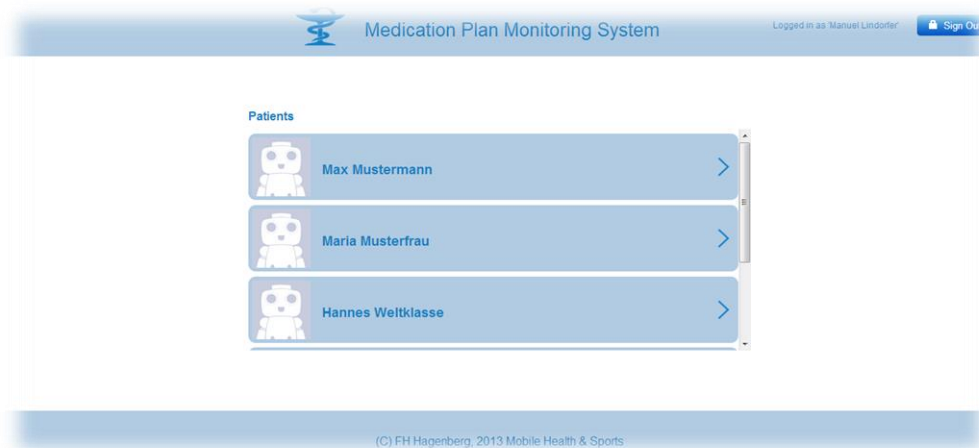 Medication Plan Monitoring System
Logged in as 'Manuel Lindorfer'
Sign Ou
Patients
Max Mustermann
Maria Musterfrau
Hannes Weltklasse
(C) FH Hagenberg, 2013 Mobile Health & Sports